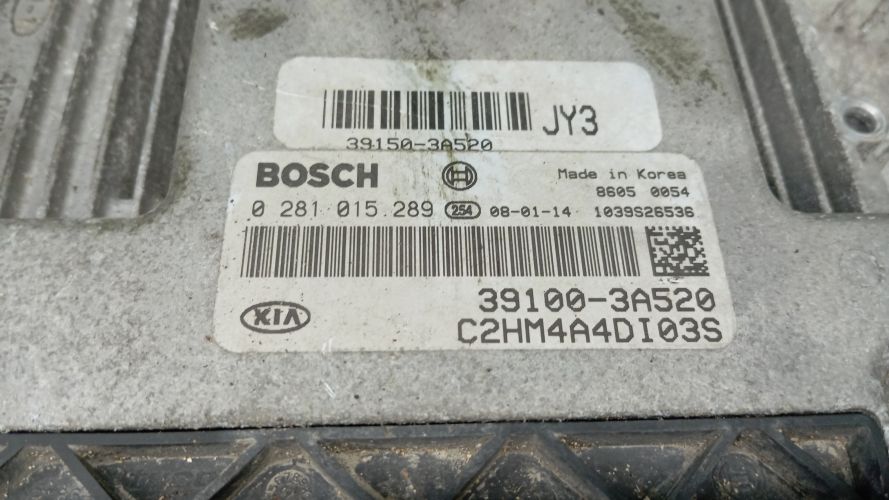 JY3
39150-3A520
BOSCH
Made in Korea
8605 0054
0 281 015 289 254 08-01-14 1039S26536
39100-3A520
KIA
C2HM4A4DI03S